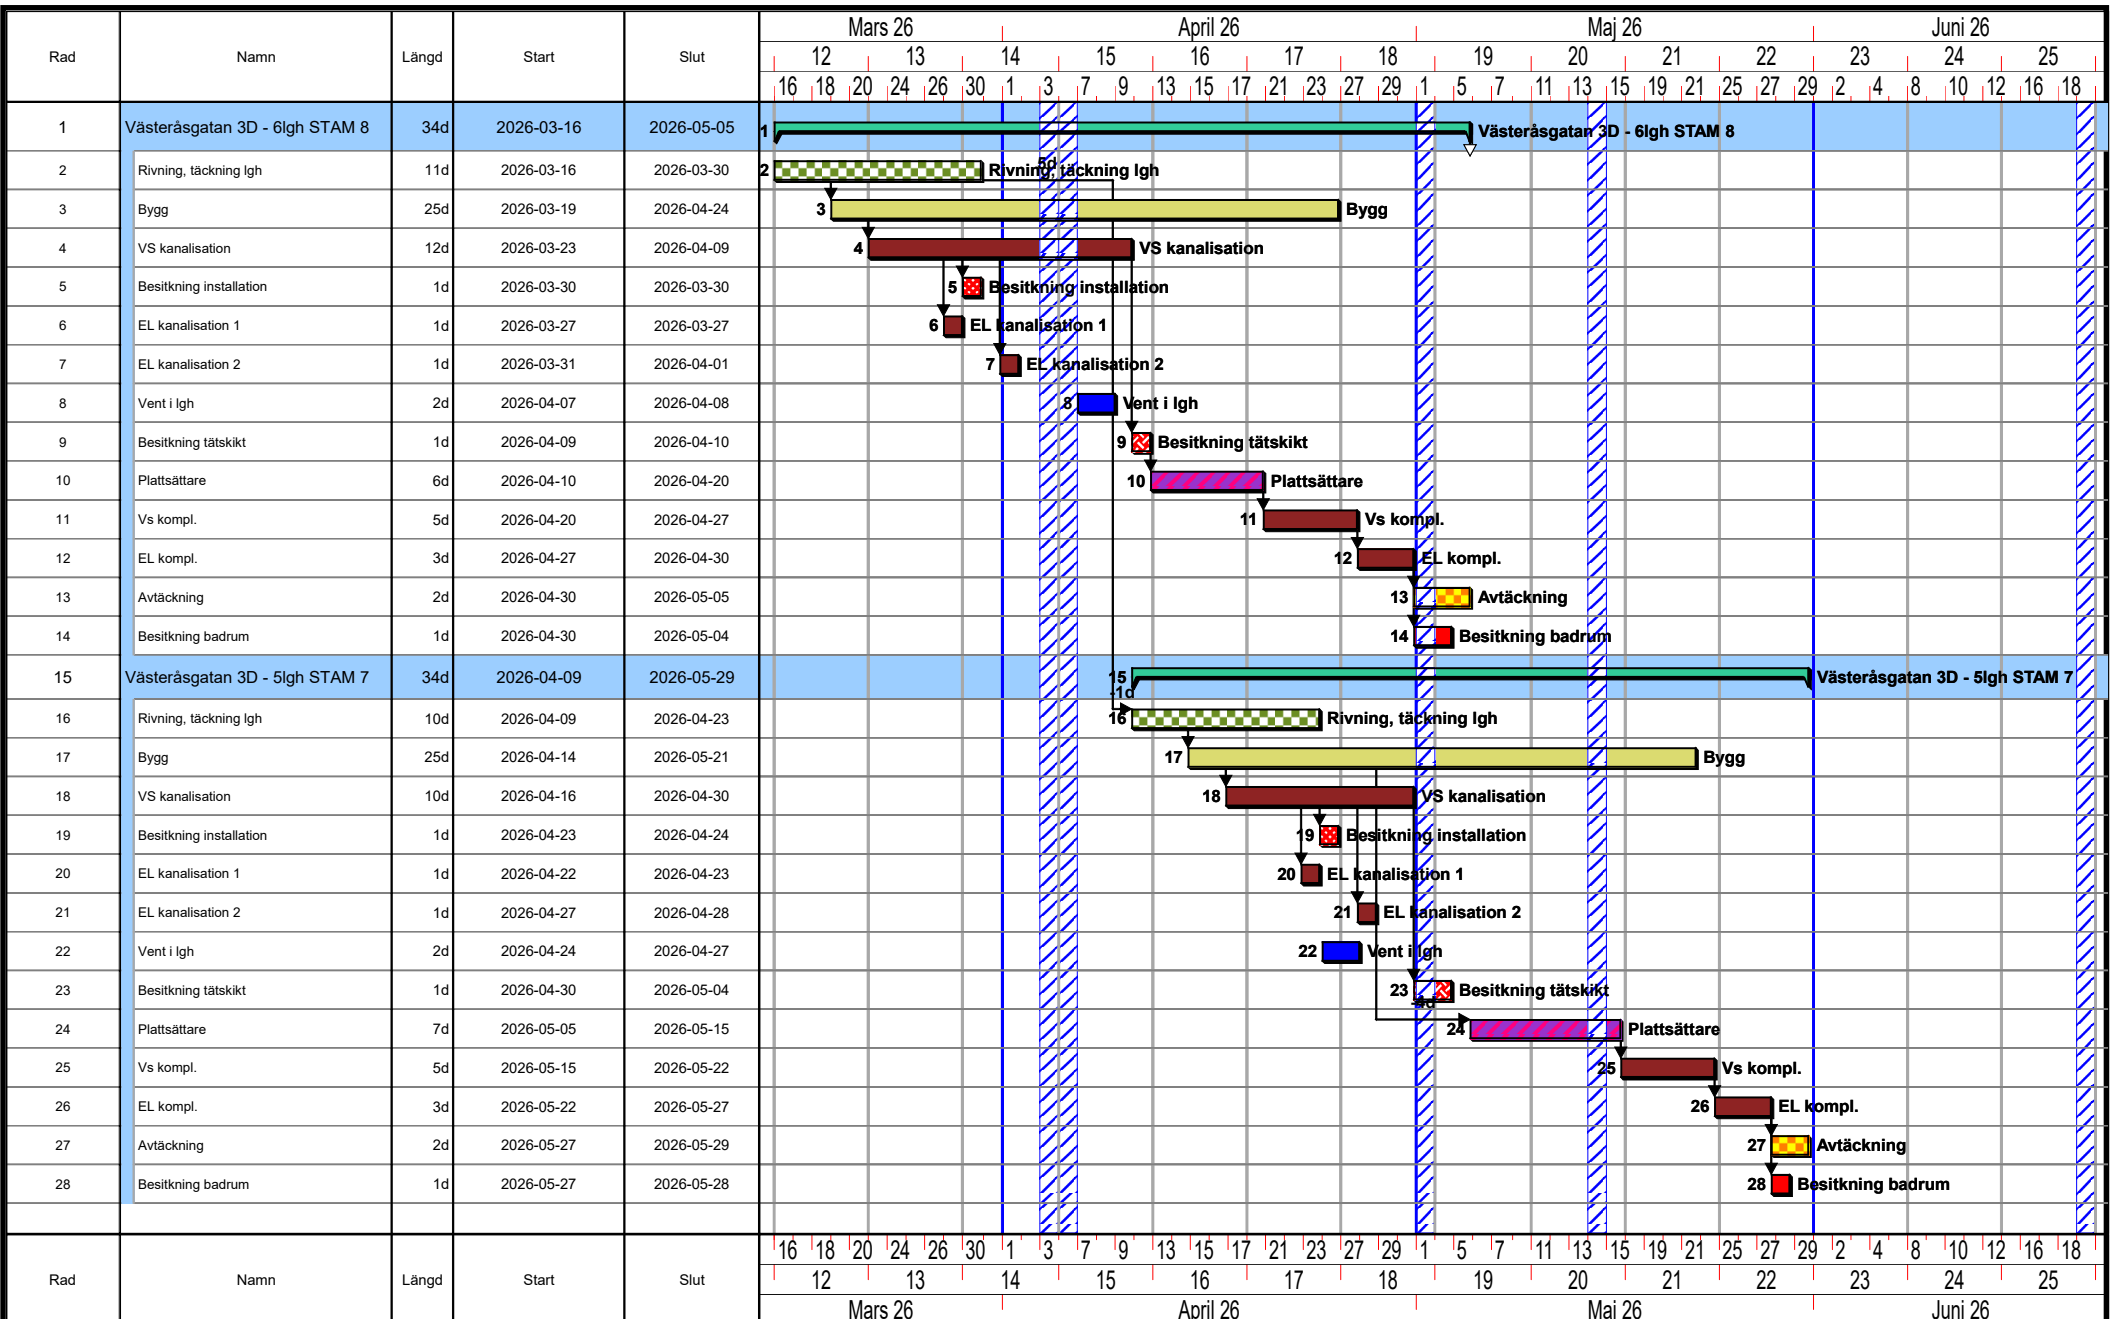 Mars 26 April 26 Maj 26 Juni 26
Rad Namn Längd Start Slut 12 13 14 15 16 17 18 19 20 21 22 23 24 25
16 18 20 24 26 30 1 3 7 9 13 15 17 21 23 27 29 1 5 7 11 13 15 19 21 25 27 29 2 4 8 10 12 16 18
1 Västeråsgatan 3D - 6lgh STAM 8 34d 2026-03-16 2026-05-05 1 Västeråsgatan 3D - 6lgh STAM 8
5d
2 Rivning, täckning lgh 11d 2026-03-16 2026-03-30 2 Rivning, täckning lgh
3 Bygg 25d 2026-03-19 2026-04-24 3 Bygg
4 VS kanalisation 12d 2026-03-23 2026-04-09 4 VS kanalisation
5 Besitkning installation 1d 2026-03-30 2026-03-30 5 Besitkning installation
6 EL kanalisation 1 1d 2026-03-27 2026-03-27 6 EL kanalisation 1
7 EL kanalisation 2 1d 2026-03-31 2026-04-01 7 EL kanalisation 2
8 Vent i lgh 2d 2026-04-07 2026-04-08 8 Vent i lgh
9 Besitkning tätskikt 1d 2026-04-09 2026-04-10 9 Besitkning tätskikt
10 Plattsättare 6d 2026-04-10 2026-04-20 10 Plattsättare
11 Vs kompl. 5d 2026-04-20 2026-04-27 11 Vs kompl.
12 EL kompl. 3d 2026-04-27 2026-04-30 12 EL kompl.
13 Avtäckning 2d 2026-04-30 2026-05-05 13 Avtäckning
14 Besitkning badrum 1d 2026-04-30 2026-05-04 14 Besitkning badrum
15 Västeråsgatan 3D - 5lgh STAM 7 34d 2026-04-09 2026-05-29 15 Västeråsgatan 3D - 5lgh STAM 7
-1d
16 Rivning, täckning lgh 10d 2026-04-09 2026-04-23 16 Rivning, täckning lgh
17 Bygg 25d 2026-04-14 2026-05-21 17 Bygg
18 VS kanalisation 10d 2026-04-16 2026-04-30 18 VS kanalisation
19 Besitkning installation 1d 2026-04-23 2026-04-24 19 Besitkning installation
20 EL kanalisation 1 1d 2026-04-22 2026-04-23 20 EL kanalisation 1
21 EL kanalisation 2 1d 2026-04-27 2026-04-28 21 EL kanalisation 2
22 Vent i lgh 2d 2026-04-24 2026-04-27 22 Vent i lgh
23 Besitkning tätskikt 1d 2026-04-30 2026-05-04 23 Besitkning tätskikt
-4d
24 Plattsättare 7d 2026-05-05 2026-05-15 24 Plattsättare
25 Vs kompl. 5d 2026-05-15 2026-05-22 25 Vs kompl.
26 EL kompl. 3d 2026-05-22 2026-05-27 26 EL kompl.
27 Avtäckning 2d 2026-05-27 2026-05-29 27 Avtäckning
28 Besitkning badrum 1d 2026-05-27 2026-05-28 28 Besitkning badrum
16 18 20 24 26 30 1 3 7 9 13 15 17 21 23 27 29 1 5 7 11 13 15 19 21 25 27 29 2 4 8 10 12 16 18
Rad Namn Längd Start Slut 12 13 14 15 16 17 18 19 20 21 22 23 24 25
Mars 26 April 26 Maj 26 Juni 26